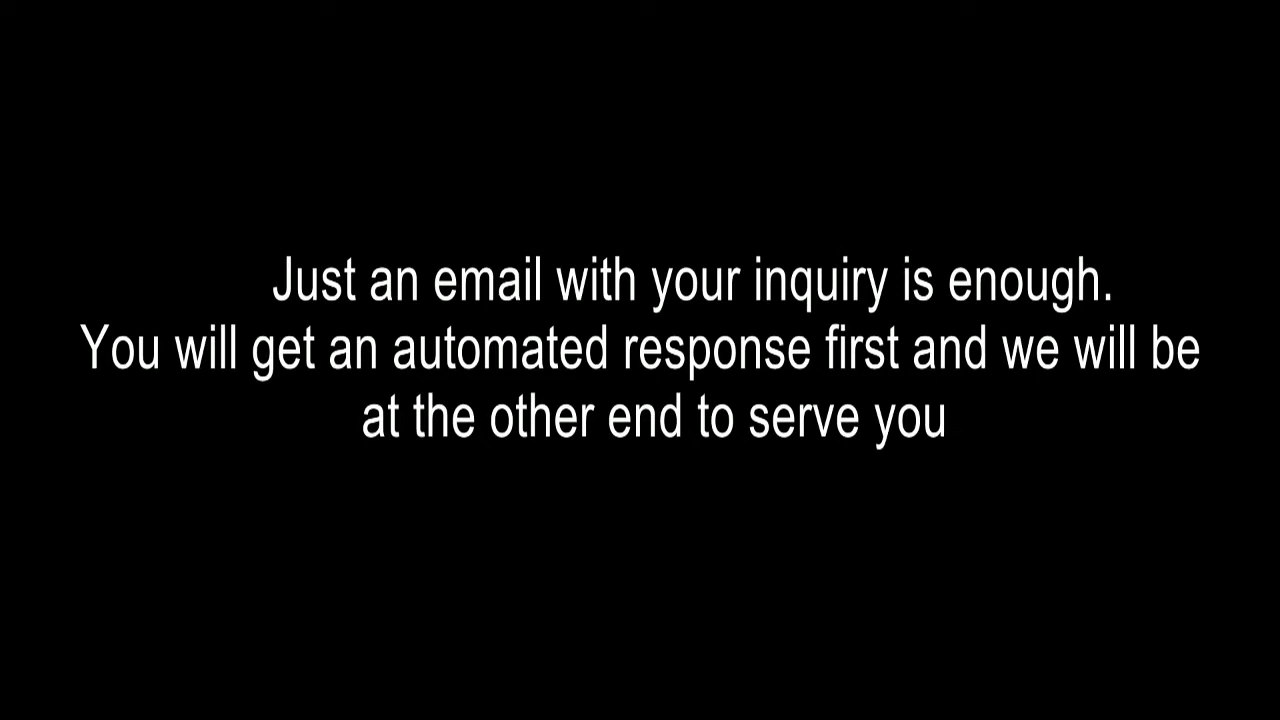 Just an email with your inquiry is enough.
You will get an automated response first and we will be
at the other end to serve you